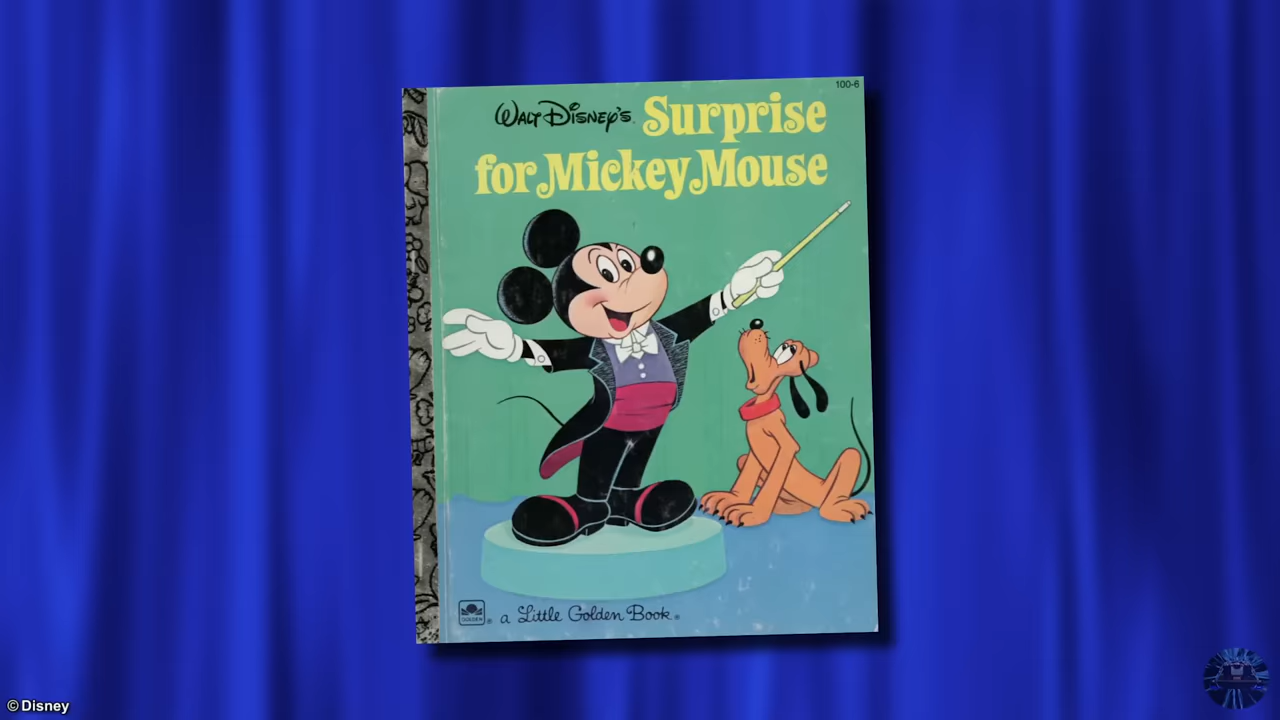 100-6
Walt Disney's Surprise
for Mickey Mouse
GOLDEN ® a Little Golden Book ®
© Disney